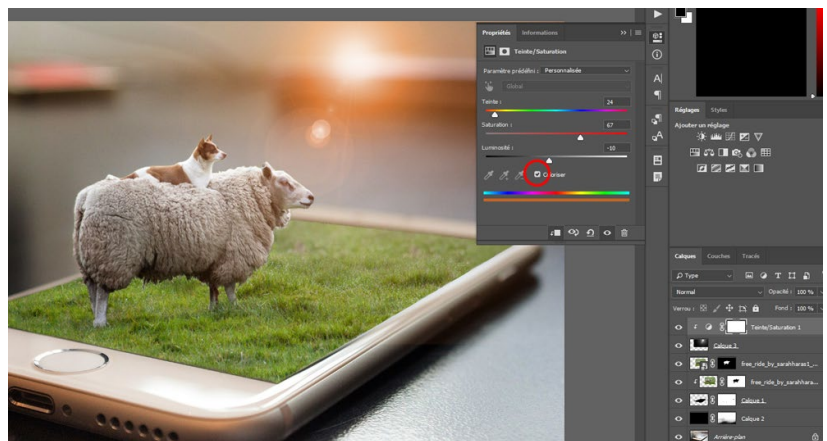 Propriétés Informations
Teinte/Saturation
Paramètre prédéfini : Personnalisée
Global
Teinte : 24
Saturation : 67
Luminosité : -10
Coloriser
A
A
Réglages Styles
Ajouter un réglage
Calques Couches Tracés
Type T
Normal Opacité : 100 %
Verrou : Fond : 100 %
Teinte/Saturation 1
Calque 3
free_ride_by_sarahharas1_...
free_ride_by_sarahhara...
Calque 1
Calque 2
Arrière-plan